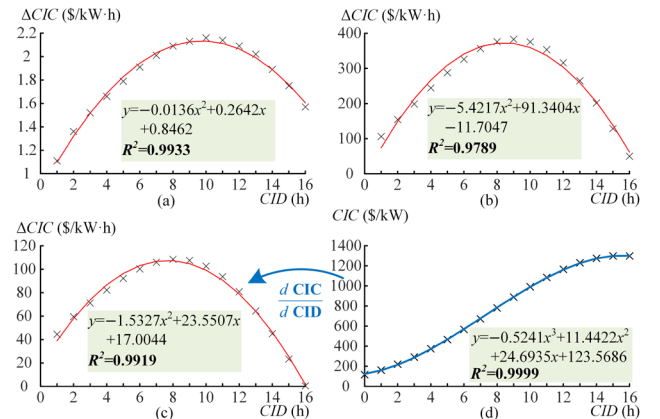 ΔCIC ($/kW·h)
2.2
2
1.8
1.6
1.4
1.2
1
y=−0.0136x²+0.2642x
+0.8462
R²=0.9933
0 2 4 6 8 10 12 14 16
(a) CID (h)
ΔCIC ($/kW·h)
400
300
200
100
0
y=−5.4217x²+91.3404x
−11.7047
R²=0.9789
0 2 4 6 8 10 12 14 16
(b) CID (h)
ΔCIC ($/kW·h)
120
100
80
60
40
20
0
y=−1.5327x²+23.5507x
+17.0044
R²=0.9919
0 2 4 6 8 10 12 14 16
(c) CID (h)
d CIC
d CID
CIC ($/kW)
1400
1200
1000
800
600
400
200
0
y=−0.5241x³+11.4422x²
+24.6935x+123.5686
R²=0.9999
0 2 4 6 8 10 12 14 16
(d) CID (h)